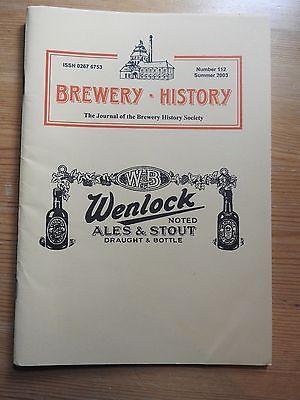 ISSN 0267 6753
Number 112
Summer 2003
BREWERY · HISTORY
The Journal of the Brewery History Society
WB
Wenlock
NOTED
ALES & STOUT
DRAUGHT & BOTTLE